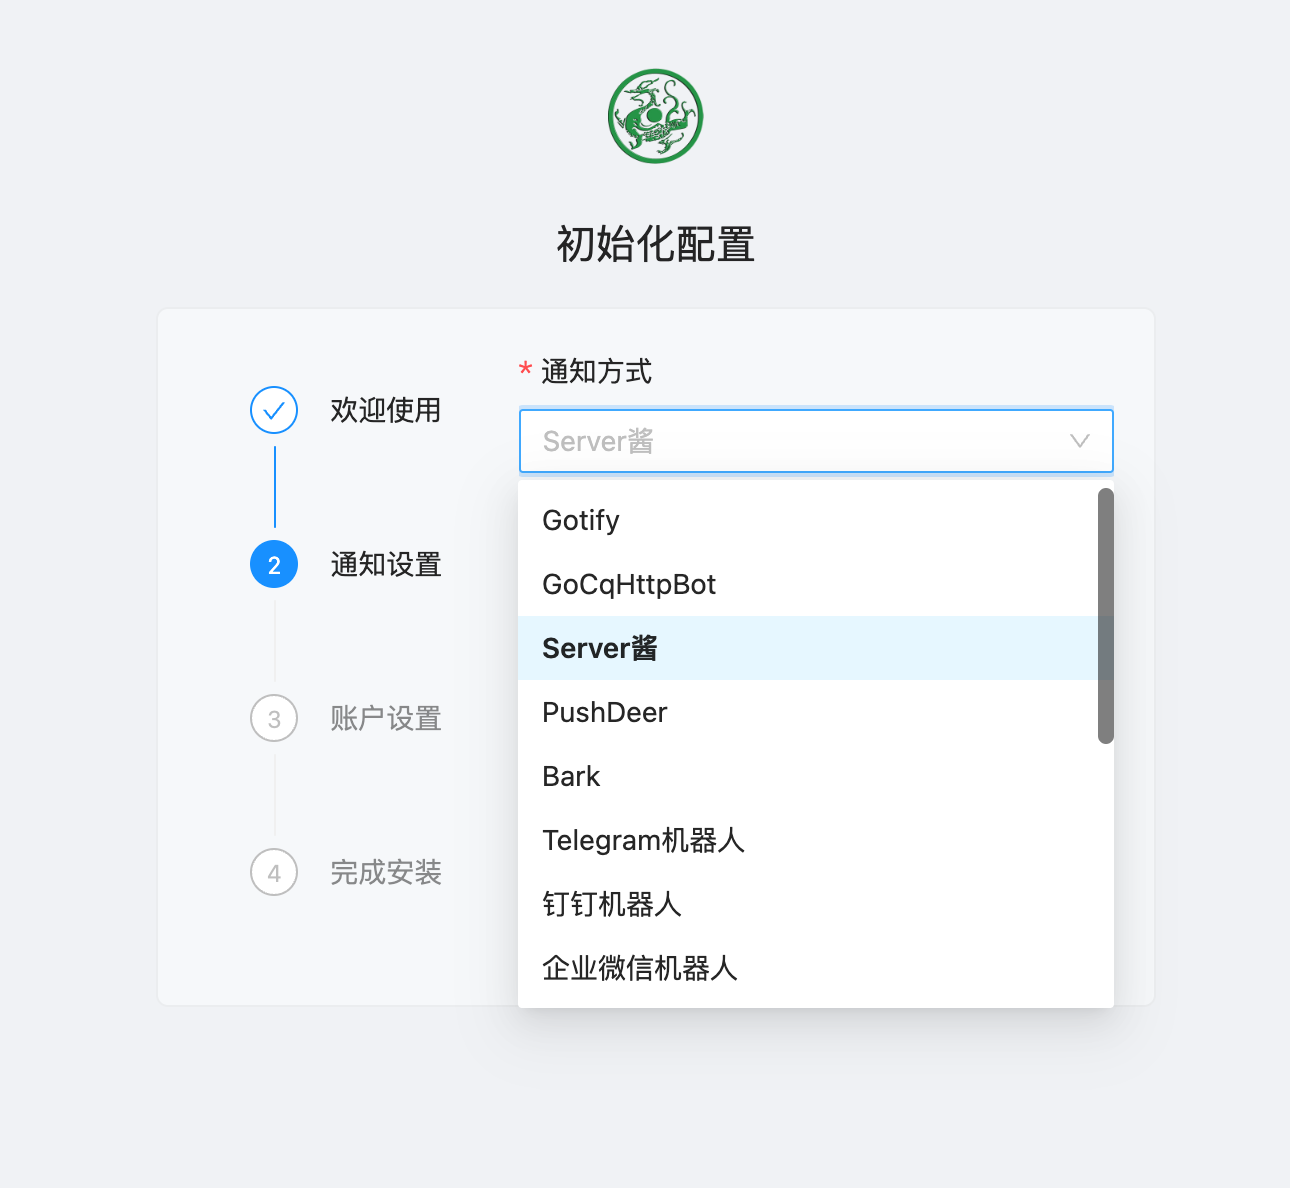 初始化配置
欢迎使用
2 通知设置
3 账户设置
4 完成安装
* 通知方式
Server酱
Gotify
GoCqHttpBot
Server酱
PushDeer
Bark
Telegram机器人
钉钉机器人
企业微信机器人